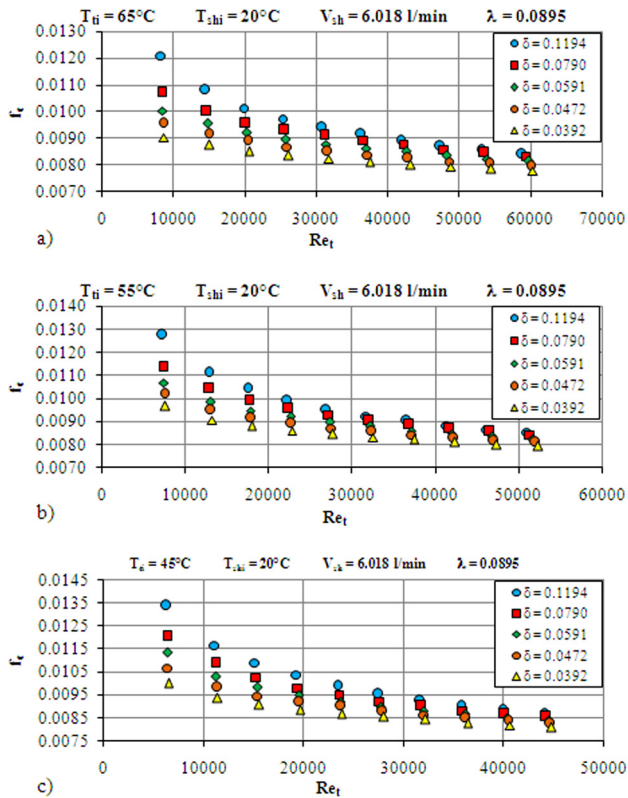 T_ti = 65°C T_shi = 20°C V_sh = 6.018 l/min λ = 0.0895
0.0130
0.0120
0.0110
0.0100
0.0090
0.0080
0.0070
f_c
δ = 0.1194
δ = 0.0790
δ = 0.0591
δ = 0.0472
δ = 0.0392
0 10000 20000 30000 40000 50000 60000 70000
Re_t
a)
T_ti = 55°C T_shi = 20°C V_sh = 6.018 l/min λ = 0.0895
0.0140
0.0130
0.0120
0.0110
0.0100
0.0090
0.0080
0.0070
f_c
δ = 0.1194
δ = 0.0790
δ = 0.0591
δ = 0.0472
δ = 0.0392
0 10000 20000 30000 40000 50000 60000
Re_t
b)
T_ti = 45°C T_shi = 20°C V_sh = 6.018 l/min λ = 0.0895
0.0145
0.0135
0.0125
0.0115
0.0105
0.0095
0.0085
0.0075
f_c
δ = 0.1194
δ = 0.0790
δ = 0.0591
δ = 0.0472
δ = 0.0392
0 10000 20000 30000 40000 50000
Re_t
c)